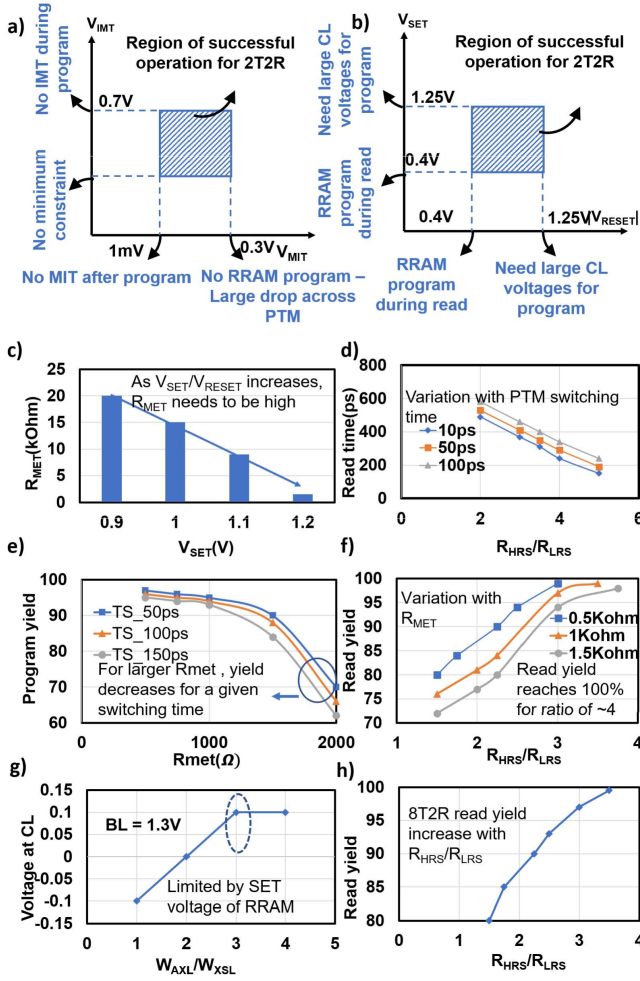 a)
V_IMT
No IMT during
program
Region of successful
operation for 2T2R
0.7V
No minimum
constraint
1mV
0.3V
V_MIT
No MIT after program
No RRAM program –
Large drop across
PTM
b)
V_SET
Need large CL
voltages for
program
Region of successful
operation for 2T2R
1.25V
RRAM
program
during read
0.4V
0.4V
1.25V
|V_RESET|
RRAM
program
during read
Need large CL
voltages for
program
c)
R_MET(kOhm)
25
20
15
10
5
0
As V_SET/V_RESET increases,
R_MET needs to be high
0.9 1 1.1 1.2
V_SET(V)
d)
Read time(ps)
800
600
400
200
0
Variation with PTM switching
time
10ps
50ps
100ps
0 2 4 6
R_HRS/R_LRS
e)
Program yield
100
90
80
70
60
TS_50ps
TS_100ps
TS_150ps
For larger Rmet , yield
decreases for a given
switching time
0 1000 2000
Rmet(Ω)
f)
Read yield
100
95
90
85
80
75
70
Variation with
R_MET
0.5Kohm
1Kohm
1.5Kohm
Read yield
reaches 100%
for ratio of ~4
1 2 3 4
R_HRS/R_LRS
g)
Voltage at CL
0.15
0.1
0.05
0
-0.05
-0.1
-0.15
BL = 1.3V
Limited by SET
voltage of RRAM
0 1 2 3 4 5
W_AXL/W_XSL
h)
Read yield
100
95
90
85
80
8T2R read yield
increase with
R_HRS/R_LRS
0 1 2 3 4
R_HRS/R_LRS